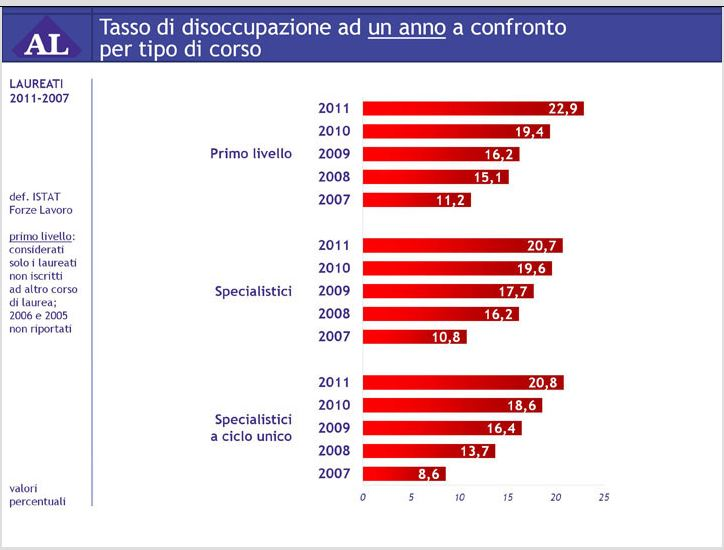 AL
Tasso di disoccupazione ad un anno a confronto
per tipo di corso
LAUREATI
2011-2007
def. ISTAT
Forze Lavoro
primo livello:
considerati
solo i laureati
non iscritti
ad altro corso
di laurea;
2006 e 2005
non riportati
valori
percentuali
Primo livello
2011 22,9
2010 19,4
2009 16,2
2008 15,1
2007 11,2
Specialistici
2011 20,7
2010 19,6
2009 17,7
2008 16,2
2007 10,8
Specialistici
a ciclo unico
2011 20,8
2010 18,6
2009 16,4
2008 13,7
2007 8,6
0 5 10 15 20 25